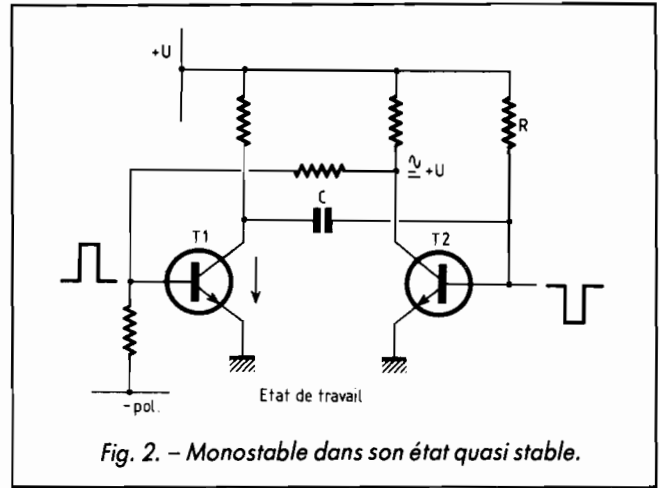 +U
R
≃ +U
C
T1
T2
Etat de travail
-pol.
Fig. 2. – Monostable dans son état quasi stable.